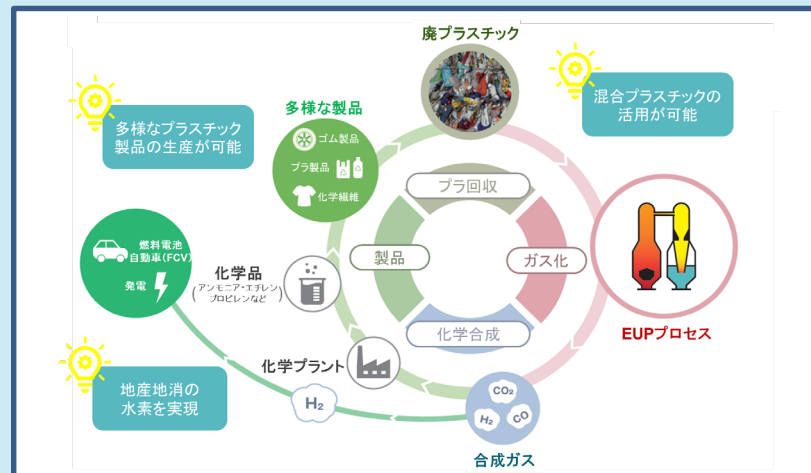 廃プラスチック
混合プラスチックの
活用が可能
多様なプラスチック
製品の生産が可能
多様な製品
ゴム製品
プラ製品
化学繊維
プラ回収
製品
ガス化
化学合成
燃料電池
自動車(FCV)
発電
化学品
(アンモニア・エチレン
プロピレンなど)
EUPプロセス
化学プラント
地産地消の
水素を実現
H₂
CO₂
H₂
CO
合成ガス